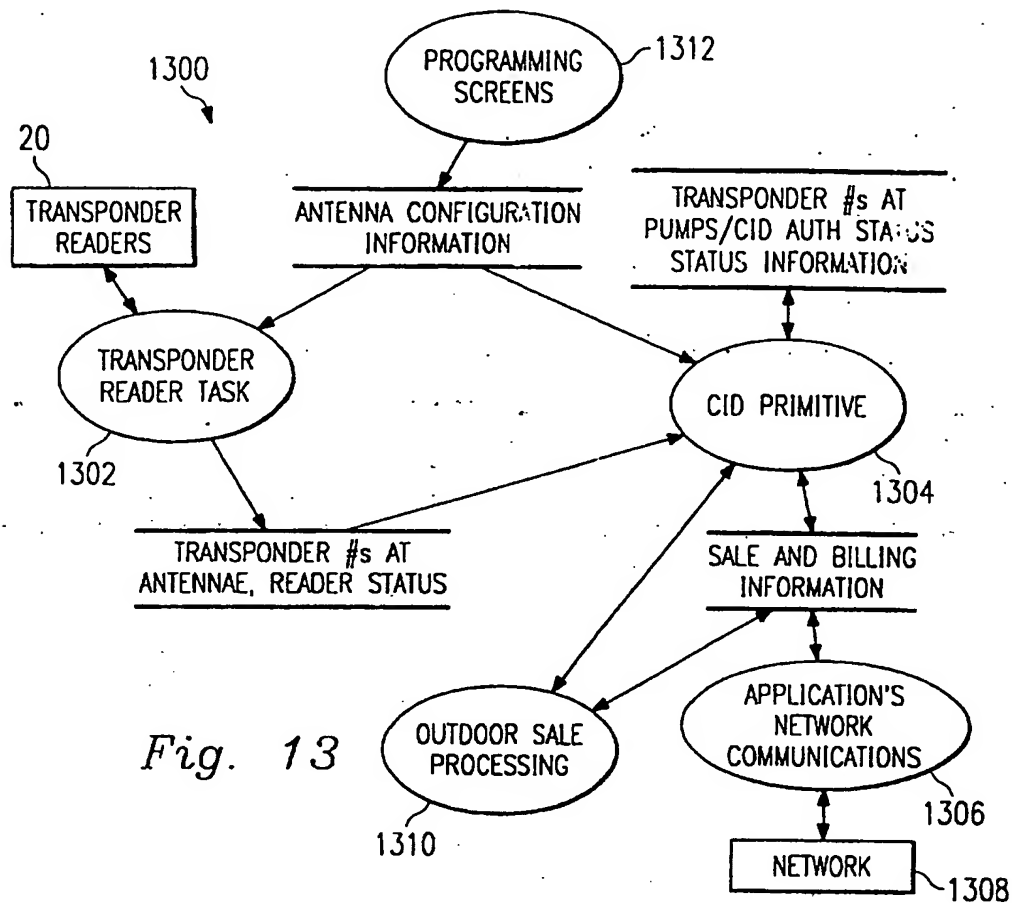 1300
PROGRAMMING
SCREENS
1312
20
TRANSPONDER
READERS
ANTENNA CONFIGURATION
INFORMATION
TRANSPONDER #s AT
PUMPS/CID AUTH STATUS
STATUS INFORMATION
TRANSPONDER
READER TASK
1302
CID PRIMITIVE
1304
TRANSPONDER #s AT
ANTENNAE, READER STATUS
SALE AND BILLING
INFORMATION
Fig. 13
OUTDOOR SALE
PROCESSING
1310
APPLICATION'S
NETWORK
COMMUNICATIONS
1306
NETWORK
1308